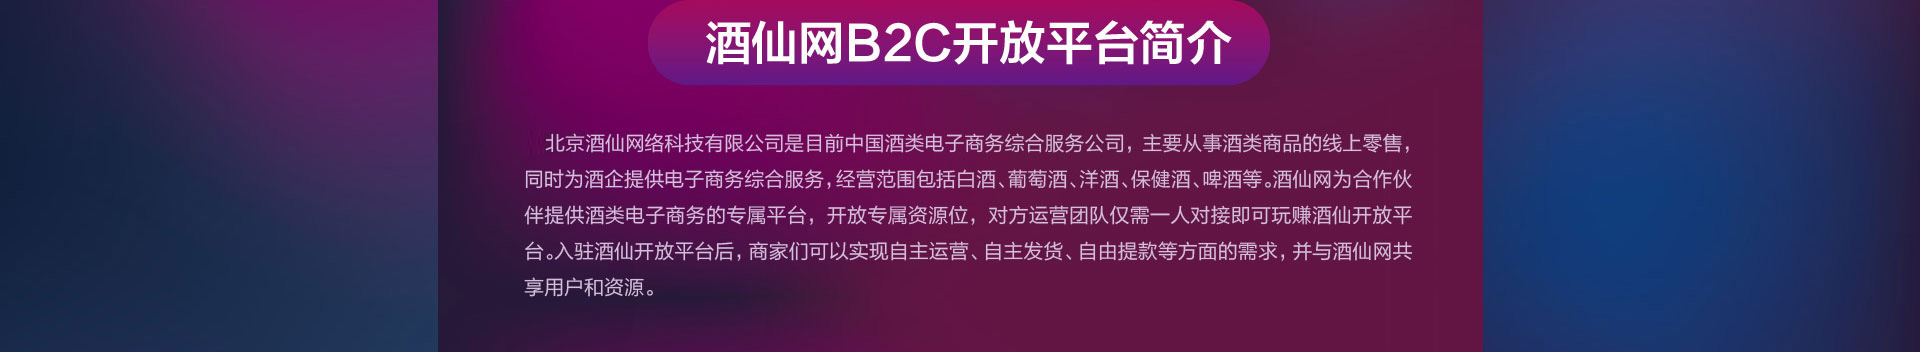 酒仙网B2C开放平台简介
北京酒仙网络科技有限公司是目前中国酒类电子商务综合服务公司，主要从事酒类商品的线上零售，
同时为酒企提供电子商务综合服务，经营范围包括白酒、葡萄酒、洋酒、保健酒、啤酒等。酒仙网为合作伙
伴提供酒类电子商务的专属平台，开放专属资源位，对方运营团队仅需一人对接即可玩赚酒仙开放平
台。入驻酒仙开放平台后，商家们可以实现自主运营、自主发货、自由提款等方面的需求，并与酒仙网共
享用户和资源。